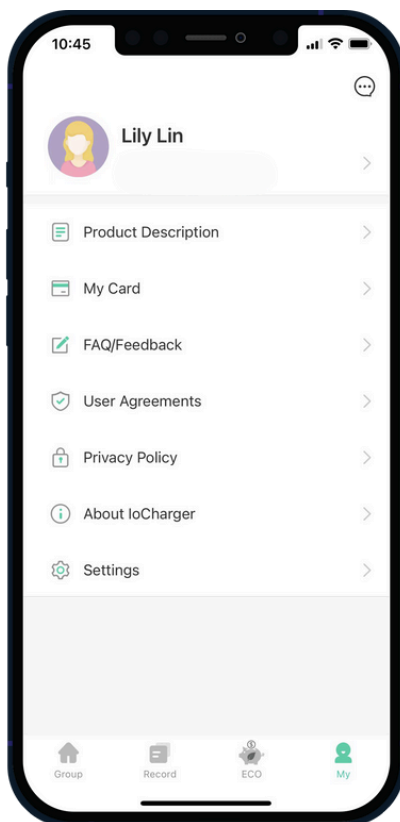 10:45
Lily Lin
Product Description
My Card
FAQ/Feedback
User Agreements
Privacy Policy
About IoCharger
Settings
Group
Record
ECO
My